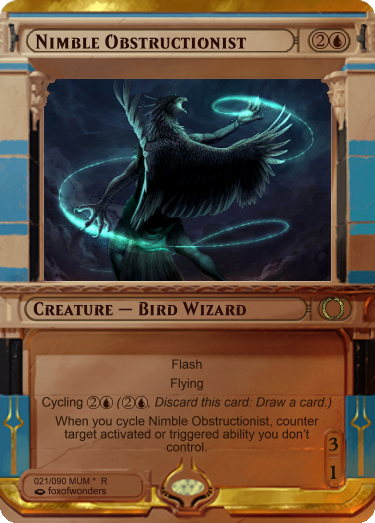 Nimble Obstructionist 2
Creature — Bird Wizard
Flash
Flying
Cycling 2 (2, Discard this card: Draw a card.)
When you cycle Nimble Obstructionist, counter
target activated or triggered ability you don't
control.
3
1
021/090 MUM * R
foxofwonders